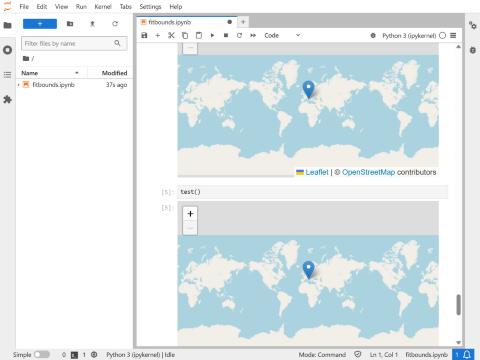 File Edit View Run Kernel Tabs Settings Help
fitbounds.ipynb
Code
Python 3 (ipykernel)
Filter files by name
/
Name Modified
fitbounds.ipynb 37s ago
Leaflet | © OpenStreetMap contributors
[5]: test()
[5]:
+
Simple 0 1 Python 3 (ipykernel) | Idle Mode: Command Ln 1, Col 1 fitbounds.ipynb 1